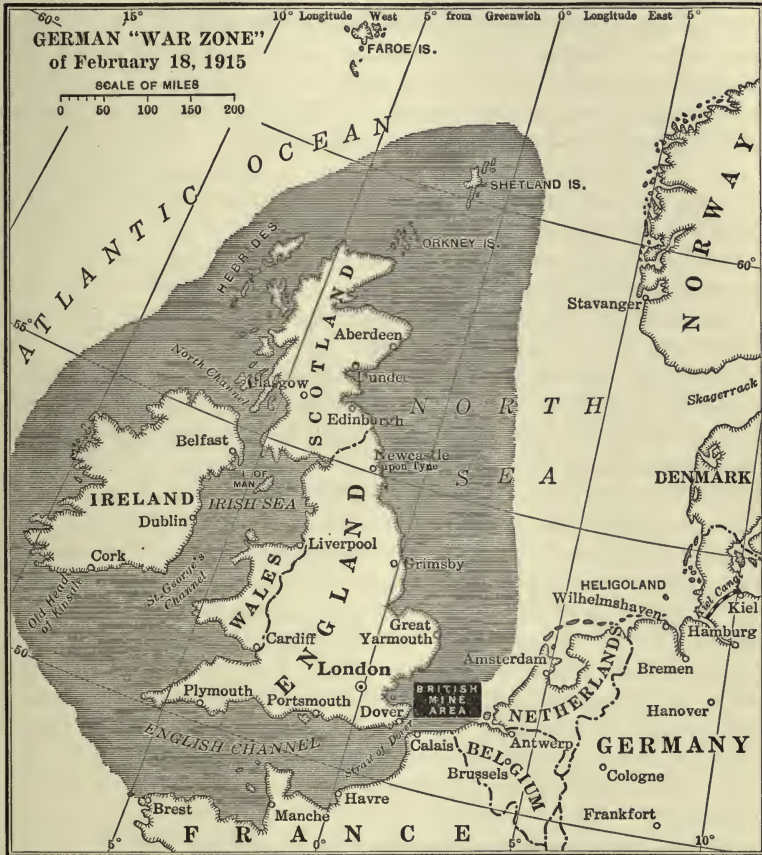 60° 15° 10° Longitude West 5° from Greenwich 0° Longitude East 5°
GERMAN "WAR ZONE"
of February 18, 1915
SCALE OF MILES
0 50 100 150 200
FAROE IS.
ATLANTIC OCEAN
SHETLAND IS.
ORKNEY IS.
HEBRIDES
NORWAY
60°
Stavanger
55°
SCOTLAND
Aberdeen
Dundee
North Channel
Glasgow
Edinburgh
NORTH
SEA
Skagerrack
Belfast
Newcastle
upon Tyne
I. OF
MAN
DENMARK
IRELAND
IRISH SEA
Dublin
Liverpool
Cork
Grimsby
Old Head
of Kinsale
St. George's
Channel
WALES
ENGLAND
HELIGOLAND
Wilhelmshaven
Kiel Canal
Kiel
Hamburg
Great
Yarmouth
50
Cardiff
Amsterdam
Bremen
London
BRITISH
MINE
AREA
NETHERLANDS
Plymouth
Portsmouth
Dover
Hanover
ENGLISH CHANNEL
Strait of Dover
Calais
Antwerp
GERMANY
BELGIUM
Brussels
Cologne
Brest
Manche
Havre
Frankfort
5° 0° 5° 10°
FRANCE